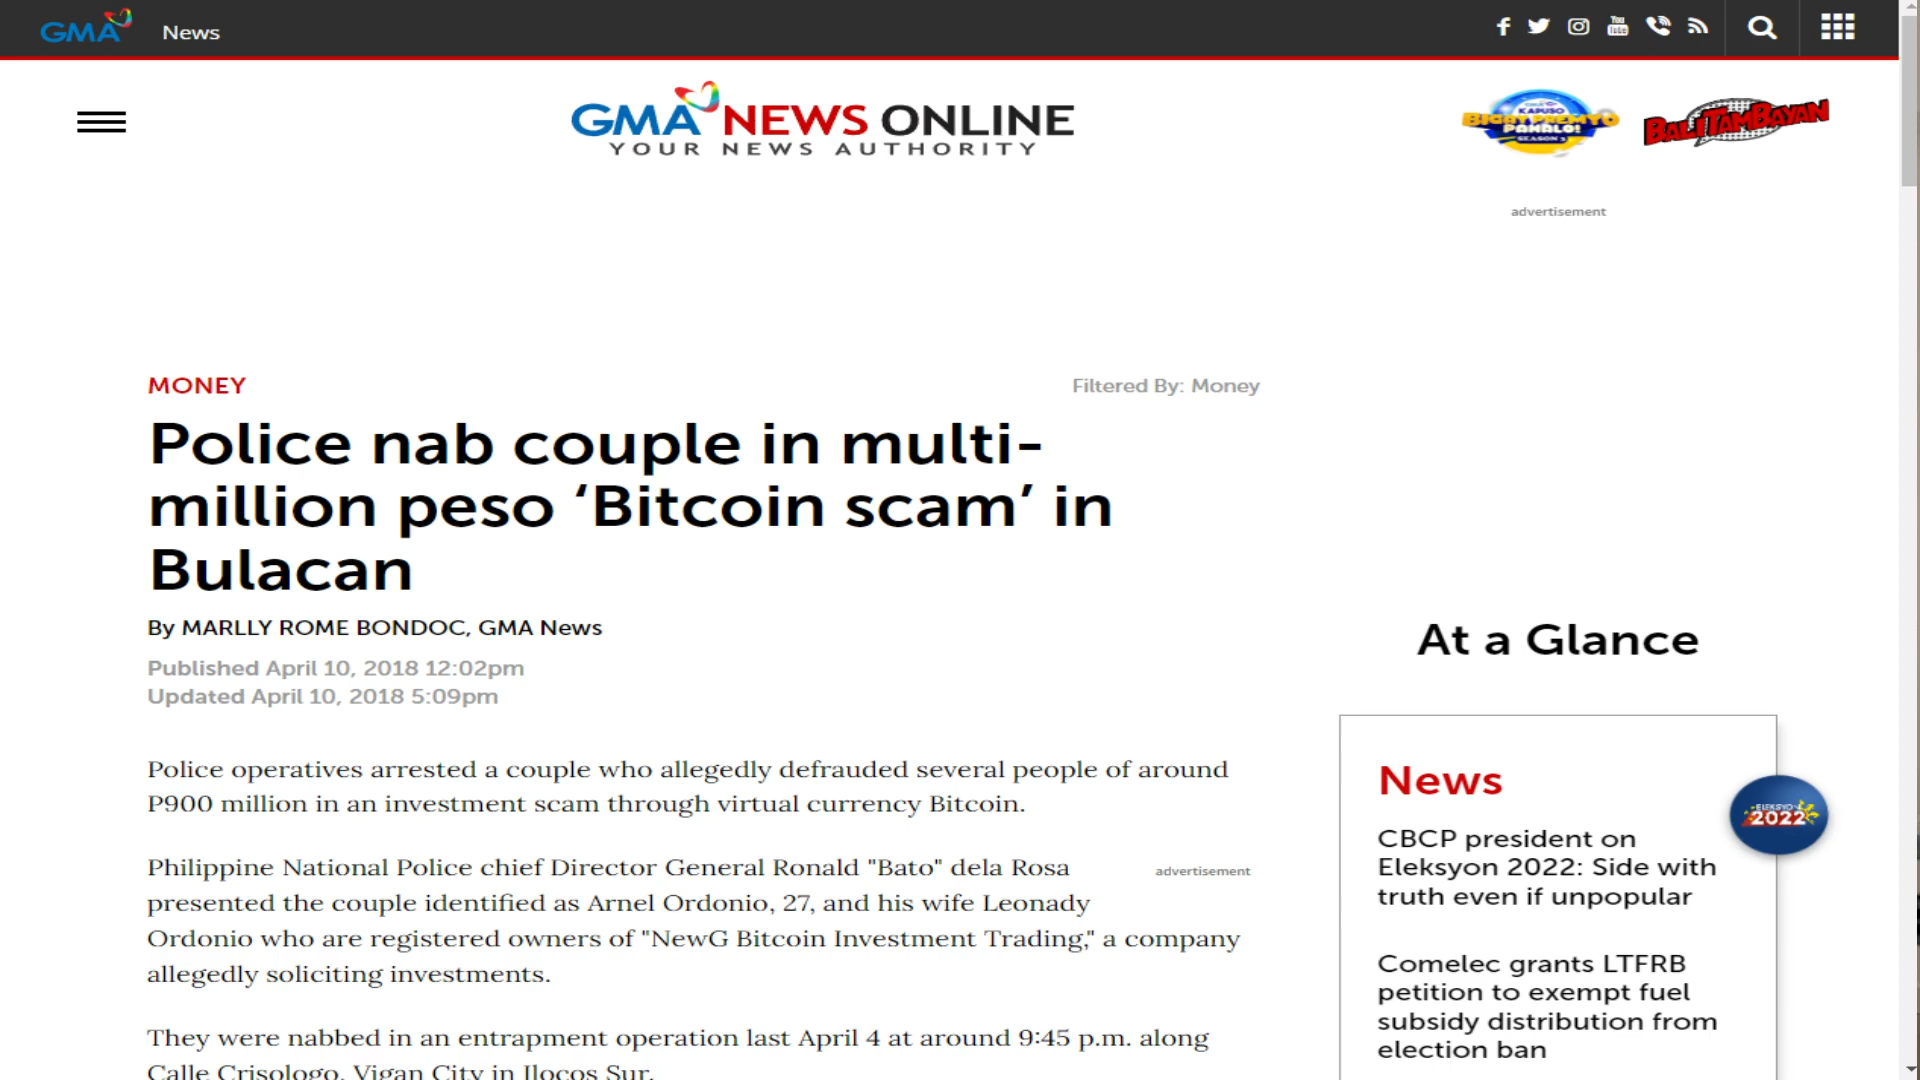 GMA News
GMA NEWS ONLINE
YOUR NEWS AUTHORITY
GMA KAPUSO
BIGAY PREMYO
PANALO!
SEASON 3
BALITAMBAYAN
advertisement
MONEY
Filtered By: Money
Police nab couple in multi-
million peso ‘Bitcoin scam’ in
Bulacan
By MARLLY ROME BONDOC, GMA News
Published April 10, 2018 12:02pm
Updated April 10, 2018 5:09pm
Police operatives arrested a couple who allegedly defrauded several people of around
P900 million in an investment scam through virtual currency Bitcoin.
Philippine National Police chief Director General Ronald "Bato" dela Rosa
presented the couple identified as Arnel Ordonio, 27, and his wife Leonady
Ordonio who are registered owners of "NewG Bitcoin Investment Trading," a company
allegedly soliciting investments.
They were nabbed in an entrapment operation last April 4 at around 9:45 p.m. along
Calle Crisologo, Vigan City in Ilocos Sur.
advertisement
At a Glance
News
CBCP president on
Eleksyon 2022: Side with
truth even if unpopular
Comelec grants LTFRB
petition to exempt fuel
subsidy distribution from
election ban
ELEKSYON
2022